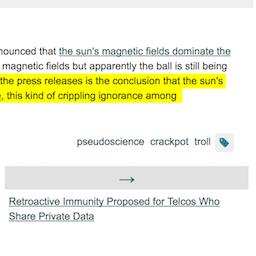 nounced that the sun's magnetic fields dominate the
magnetic fields but apparently the ball is still being
the press releases is the conclusion that the sun's
, this kind of crippling ignorance among
pseudoscience crackpot troll
→
Retroactive Immunity Proposed for Telcos Who
Share Private Data